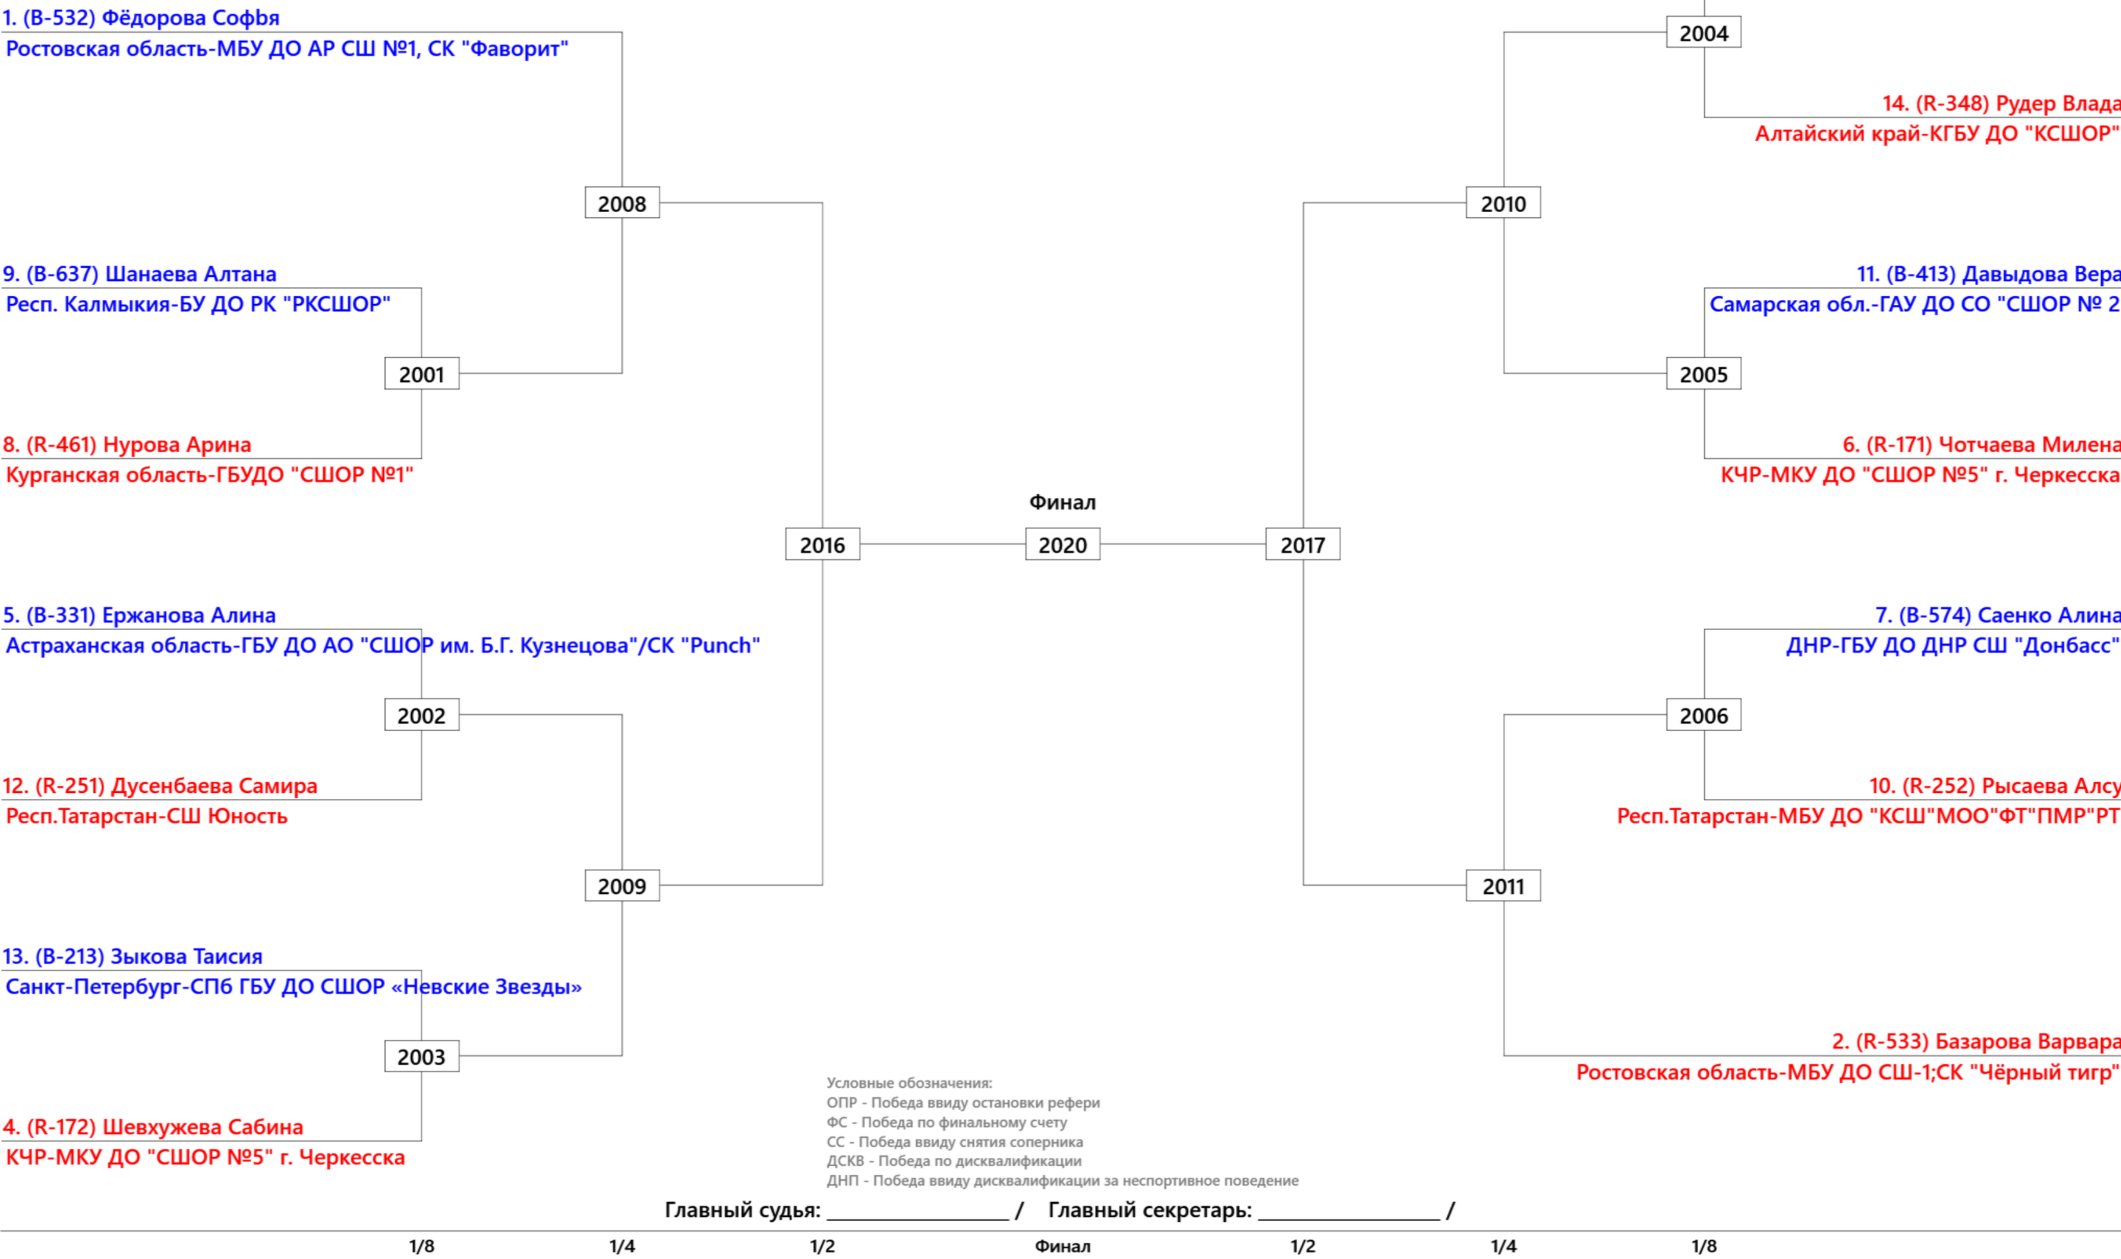 1. (B-532) Фёдорова Софья
Ростовская область-МБУ ДО АР СШ №1, СК "Фаворит"
9. (B-637) Шанаева Алтана
Респ. Калмыкия-БУ ДО РК "РКСШОР"
8. (R-461) Нурова Арина
Курганская область-ГБУДО "СШОР №1"
5. (B-331) Ержанова Алина
Астраханская область-ГБУ ДО АО "СШОР им. Б.Г. Кузнецова"/СК "Punch"
12. (R-251) Дусенбаева Самира
Респ.Татарстан-СШ Юность
13. (B-213) Зыкова Таисия
Санкт-Петербург-СПб ГБУ ДО СШОР «Невские Звезды»
4. (R-172) Шевхужева Сабина
КЧР-МКУ ДО "СШОР №5" г. Черкесска
2001
2002
2003
2008
2009
2016
Финал
2020
2017
2010
2011
2004
2005
2006
14. (R-348) Рудер Влада
Алтайский край-КГБУ ДО "КСШОР"
11. (B-413) Давыдова Вера
Самарская обл.-ГАУ ДО СО "СШОР № 2
6. (R-171) Чотчаева Милена
КЧР-МКУ ДО "СШОР №5" г. Черкесска
7. (B-574) Саенко Алина
ДНР-ГБУ ДО ДНР СШ "Донбасс"
10. (R-252) Рысаева Алсу
Респ.Татарстан-МБУ ДО "КСШ"МОО"ФТ"ПМР"РТ
2. (R-533) Базарова Варвара
Ростовская область-МБУ ДО СШ-1;СК "Чёрный тигр"
Условные обозначения:
ОПР - Победа ввиду остановки рефери
ФС - Победа по финальному счету
СС - Победа ввиду снятия соперника
ДСКВ - Победа по дисквалификации
ДНП - Победа ввиду дисквалификации за неспортивное поведение
Главный судья: _________________ / Главный секретарь: _________________ /
1/8 1/4 1/2 Финал 1/2 1/4 1/8